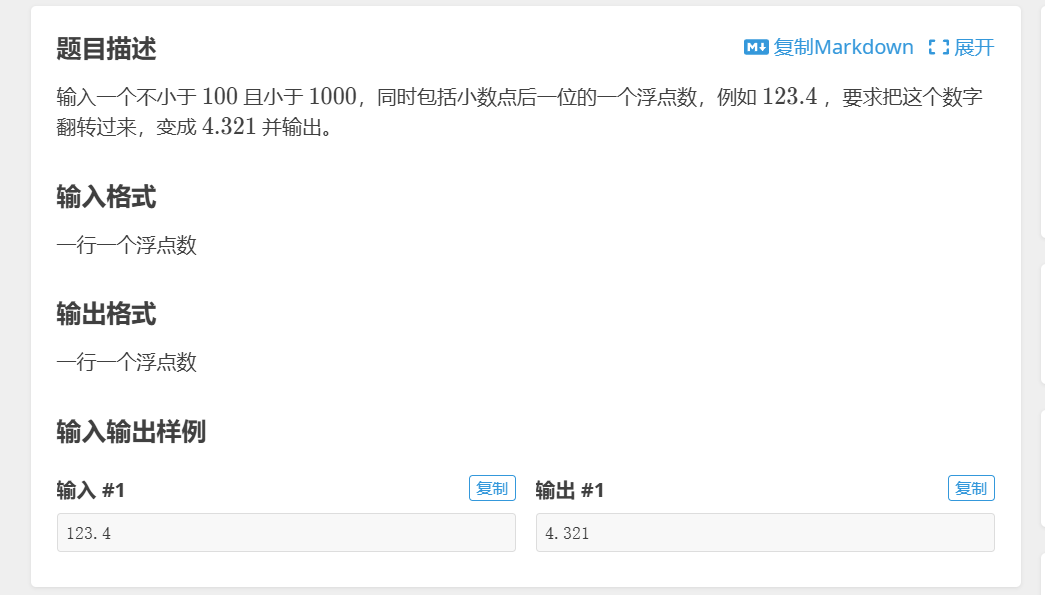 题目描述
复制Markdown 展开
输入一个不小于 100 且小于 1000，同时包括小数点后一位的一个浮点数，例如 123.4 ，要求把这个数字
翻转过来，变成 4.321 并输出。
输入格式
一行一个浮点数
输出格式
一行一个浮点数
输入输出样例
输入 #1
复制
123.4
输出 #1
复制
4.321